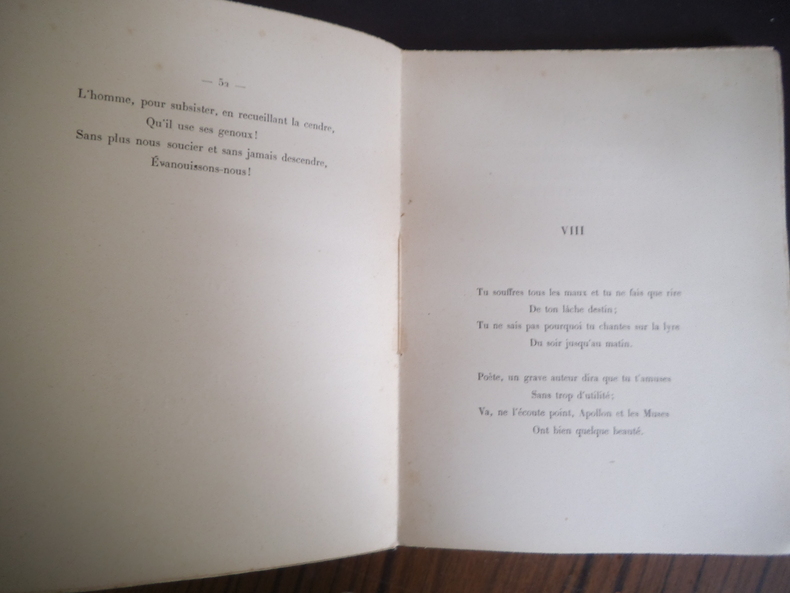 — 52 —
L'homme, pour subsister, en recueillant la cendre,
Qu'il use ses genoux!
Sans plus nous soucier et sans jamais descendre,
Évanouissons-nous!
VIII
Tu souffres tous les maux et tu ne fais que rire
De ton lâche destin;
Tu ne sais pas pourquoi tu chantes sur la lyre
Du soir jusqu'au matin.
Poète, un grave auteur dira que tu t'amuses
Sans trop d'utilité;
Va, ne l'écoute point, Apollon et les Muses
Ont bien quelque beauté.